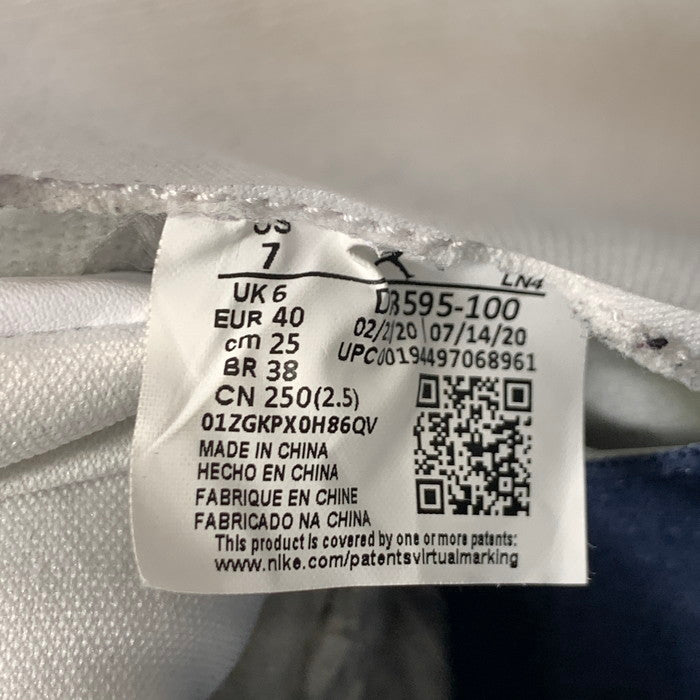 US
7
UK 6
EUR 40
cm 25
BR 38
CN 250(2.5)
01ZGKPX0H86QV
MADE IN CHINA
HECHO EN CHINA
FABRIQUE EN CHINE
FABRICADO NA CHINA
LN4
02/2/20 07/14/20
UPC00194497068961
This product is covered by one or more patents:
www.nike.com/patentsvirtualmarking